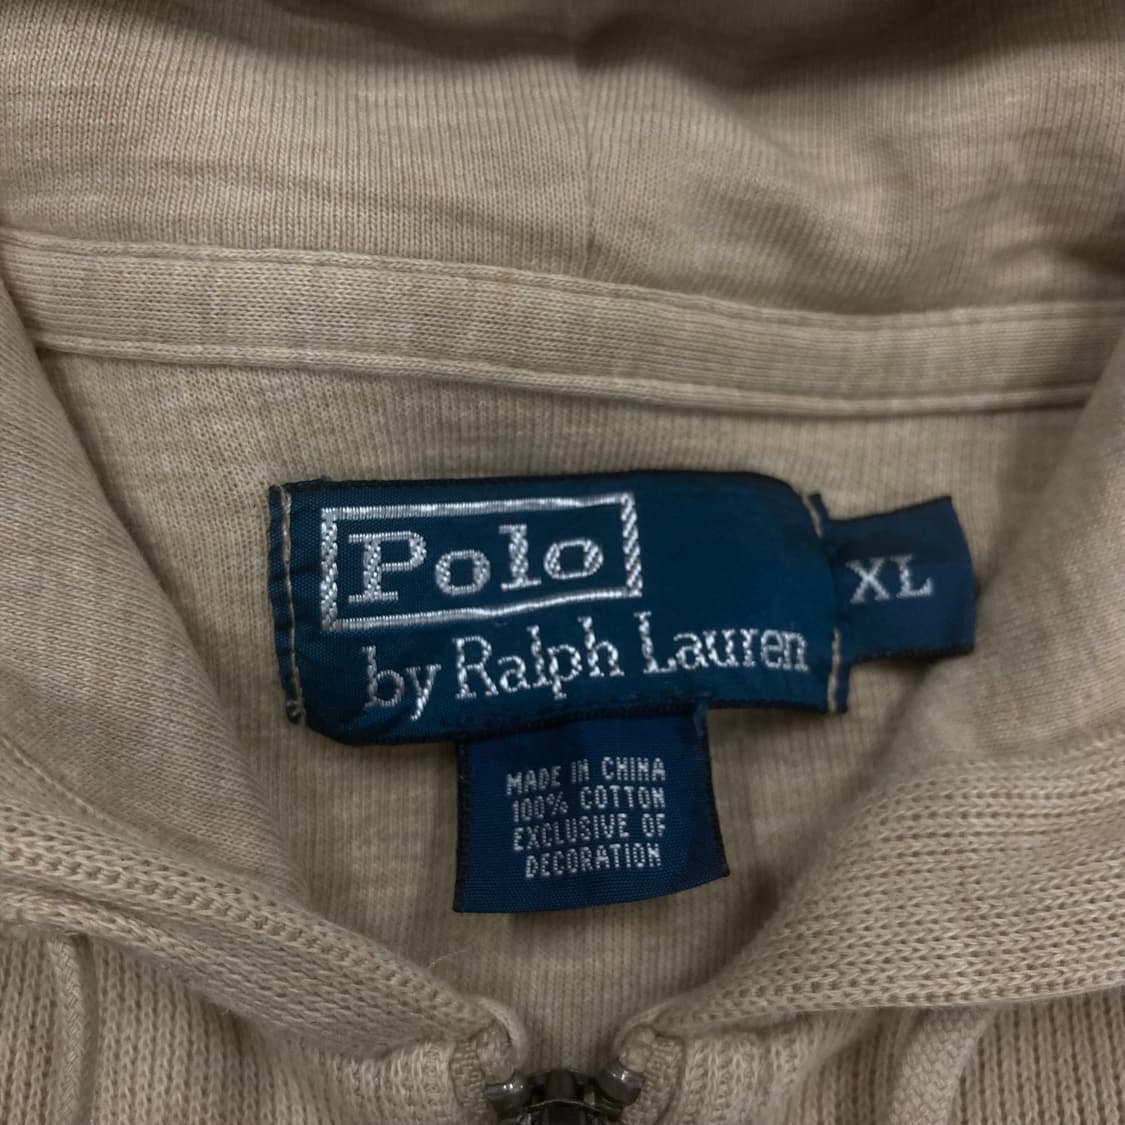 Polo
by Ralph Lauren
XL
MADE IN CHINA
100% COTTON
EXCLUSIVE OF
DECORATION